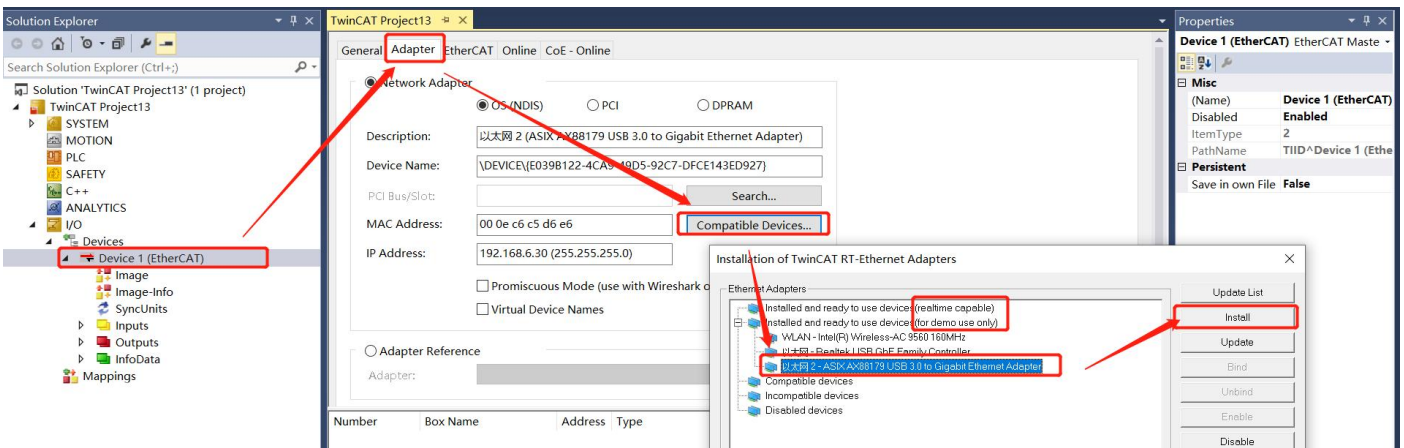 Solution Explorer
Search Solution Explorer (Ctrl+;)
Solution 'TwinCAT Project13' (1 project)
TwinCAT Project13
SYSTEM
MOTION
PLC
SAFETY
C++
ANALYTICS
I/O
Devices
Device 1 (EtherCAT)
Image
Image-Info
SyncUnits
Inputs
Outputs
InfoData
Mappings
TwinCAT Project13
General Adapter EtherCAT Online CoE - Online
Network Adapter
OS (NDIS) PCI DPRAM
Description: 以太网 2 (ASIX AX88179 USB 3.0 to Gigabit Ethernet Adapter)
Device Name: \DEVICE\{E039B122-4CA9-49D5-92C7-DFCE143ED927}
PCI Bus/Slot: Search...
MAC Address: 00 0e c6 c5 d6 e6 Compatible Devices...
IP Address: 192.168.6.30 (255.255.255.0)
Promiscuous Mode (use with Wireshark o
Virtual Device Names
Adapter Reference
Adapter:
Number Box Name Address Type
Installation of TwinCAT RT-Ethernet Adapters
Ethernet Adapters
Installed and ready to use devices(realtime capable)
Installed and ready to use devices(for demo use only)
WLAN - Intel(R) Wireless-AC 9560 160MHz
以太网 - Realtek USB GbE Family Controller
以太网 2 - ASIX AX88179 USB 3.0 to Gigabit Ethernet Adapter
Compatible devices
Incompatible devices
Disabled devices
Update List
Install
Update
Bind
Unbind
Enable
Disable
Properties
Device 1 (EtherCAT) EtherCAT Maste
Misc
(Name) Device 1 (EtherCAT)
Disabled Enabled
ItemType 2
PathName TIID^Device 1 (Ethe
Persistent
Save in own File False